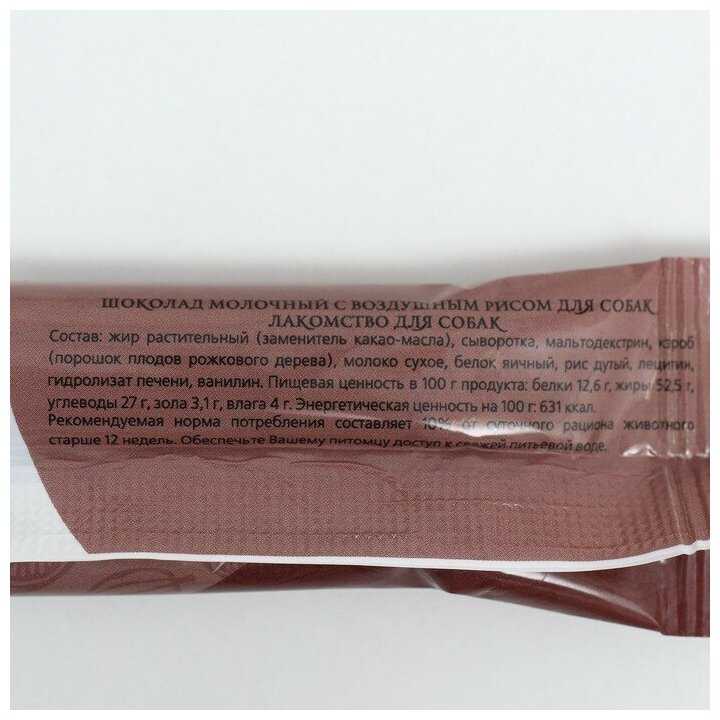 ШОКОЛАД МОЛОЧНЫЙ С ВОЗДУШНЫМ РИСОМ ДЛЯ СОБАК
ЛАКОМСТВО ДЛЯ СОБАК
Состав: жир растительный (заменитель какао-масла), сыворотка, мальтодекстрин, кэроб
(порошок плодов рожкового дерева), молоко сухое, белок яичный, рис дутый, лецитин,
гидролизат печени, ванилин. Пищевая ценность в 100 г продукта: белки 12,6 г, жиры 52,5 г,
углеводы 27 г, зола 3,1 г, влага 4 г. Энергетическая ценность на 100 г: 631 ккал.
Рекомендуемая норма потребления составляет 10% от суточного рациона животного
старше 12 недель. Обеспечьте Вашему питомцу доступ к свежей питьевой воде.